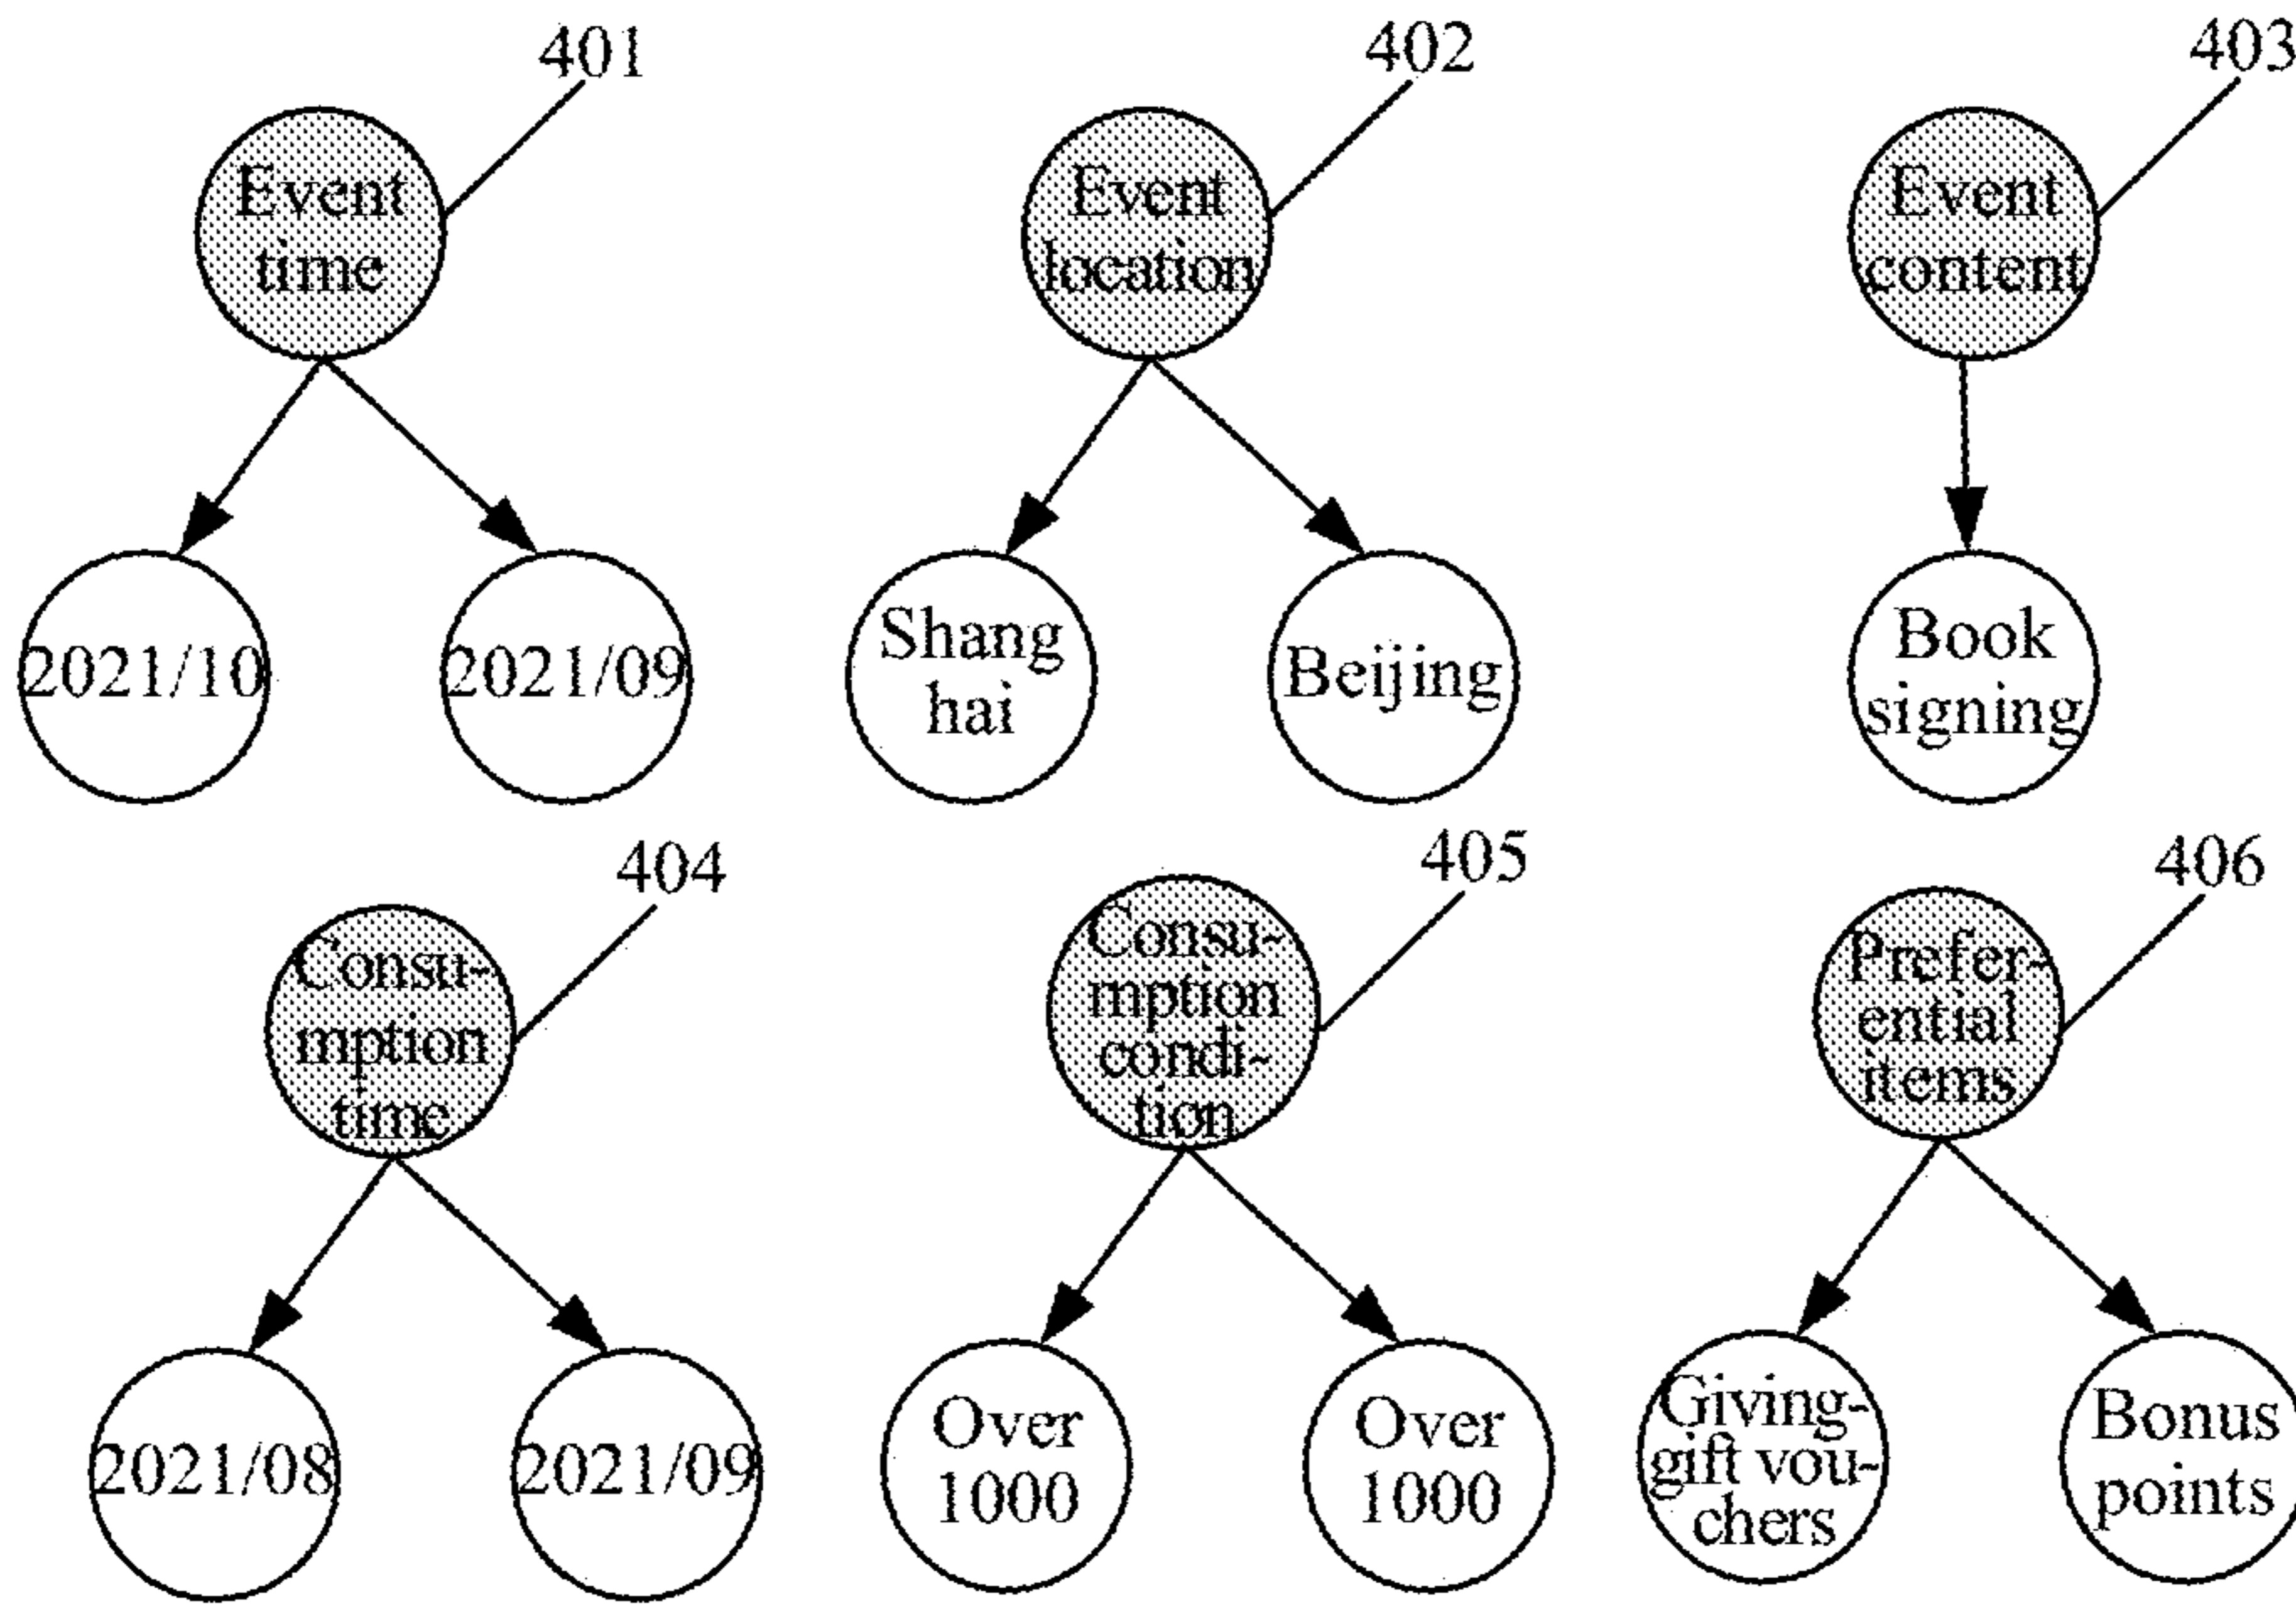 401
402
403
Event
time
Event
location
Event
content
2021/10
2021/09
Shang
hai
Beijing
Book
signing
404
405
406
Consu-
mption
time
Consu-
mption
condi-
tion
Prefer-
ential
items
2021/08
2021/09
Over
1000
Over
1000
Giving-
gift vou-
chers
Bonus
points